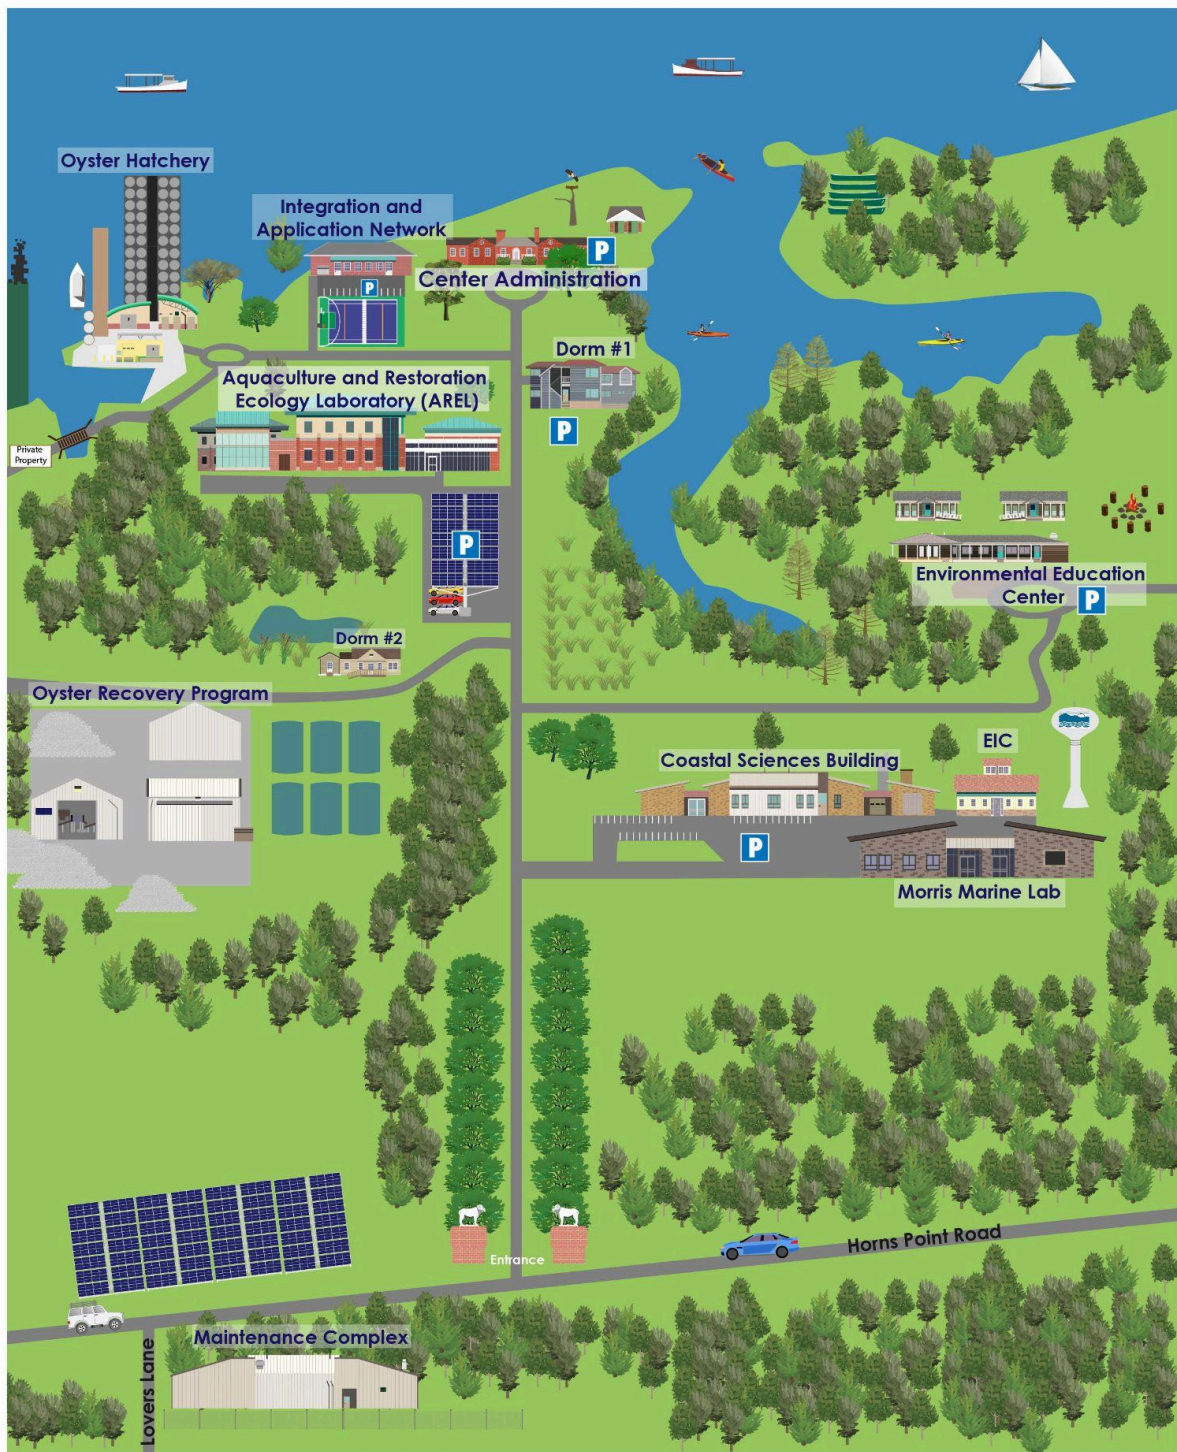 Oyster Hatchery
Integration and
Application Network
P
P
Center Administration
Dorm #1
Aquaculture and Restoration
Ecology Laboratory (AREL)
P
Private
Property
P
Environmental Education
Center
P
Dorm #2
Oyster Recovery Program
EIC
Coastal Sciences Building
P
Morris Marine Lab
Horns Point Road
Entrance
Maintenance Complex
Lovers Lane